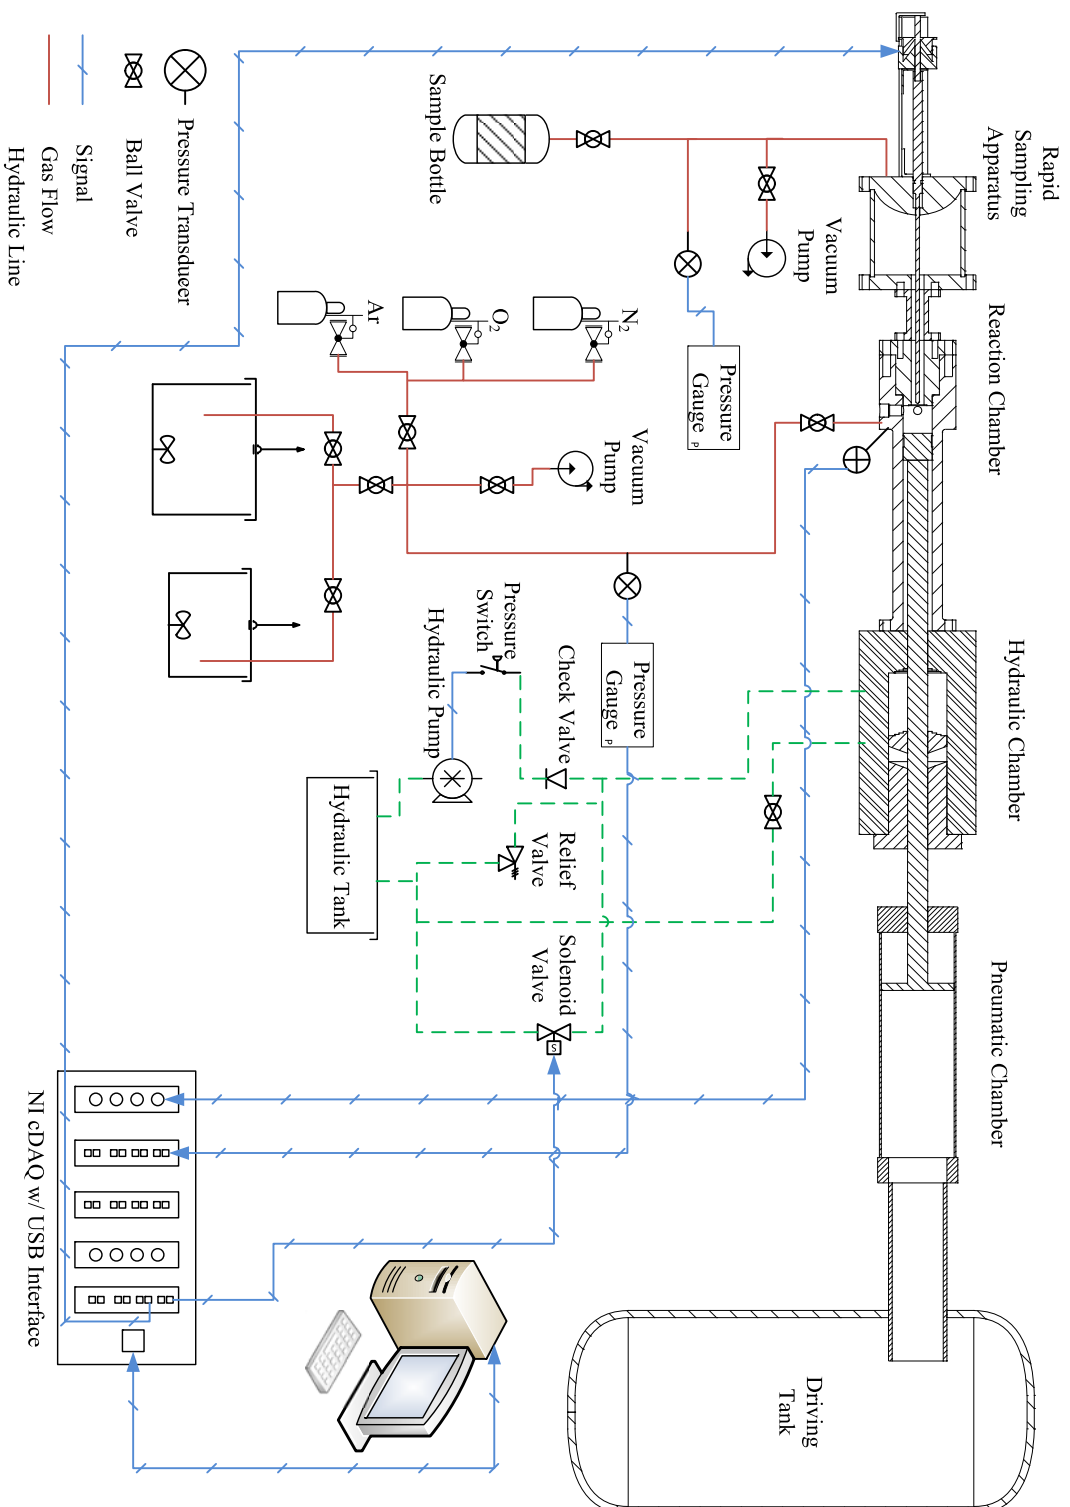 Rapid
Sampling
Apparatus
Reaction Chamber
Hydraulic Chamber
Pneumatic Chamber
Driving
Tank
Vacuum
Pump
Sample Bottle
Pressure
Gauge P
N2
O2
Ar
Vacuum
Pump
Pressure
Gauge P
Pressure
Switch
Check Valve
Hydraulic Pump
Relief
Valve
Solenoid
Valve
S
Hydraulic Tank
NI cDAQ w/ USB Interface
Pressure Transdueer
Ball Valve
Signal
Gas Flow
Hydraulic Line